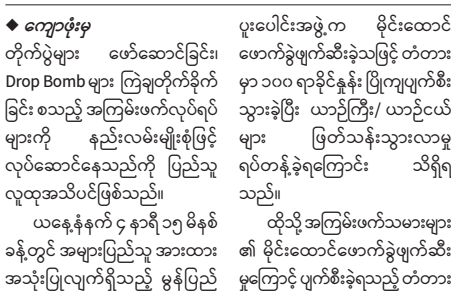 ◆ ကျောဖုံးမှ
တိုက်ပွဲများ ဖော်ဆောင်ခြင်း၊
Drop Bomb များ ကြဲချတိုက်ခိုက်
ခြင်း စသည့် အကြမ်းဖက်လုပ်ရပ်
များကို နည်းလမ်းမျိုးစုံဖြင့်
လုပ်ဆောင်နေသည်ကို ပြည်သူ
လူထုအသိပင်ဖြစ်သည်။
ယနေ့နံနက် ၄ နာရီ ၁၅ မိနစ်
ခန့်တွင် အများပြည်သူ အားထား
အသုံးပြုလျက်ရှိသည့် မွန်ပြည်
ပူးပေါင်းအဖွဲ့က မိုင်းထောင်
ဖောက်ခွဲဖျက်ဆီးခဲ့သဖြင့် တံတား
မှာ ၁၀၀ ရာခိုင်နှုန်း ပြိုကျပျက်စီး
သွားခဲ့ပြီး ယာဉ်ကြီး/ ယာဉ်ငယ်
များ ဖြတ်သန်းသွားလာမှု
ရပ်တန့်ခဲ့ရကြောင်း သိရှိရ
သည်။
ထိုသို့ အကြမ်းဖက်သမားများ
၏ မိုင်းထောင်ဖောက်ခွဲဖျက်ဆီး
မှုကြောင့် ပျက်စီးခဲ့ရသည့် တံတား